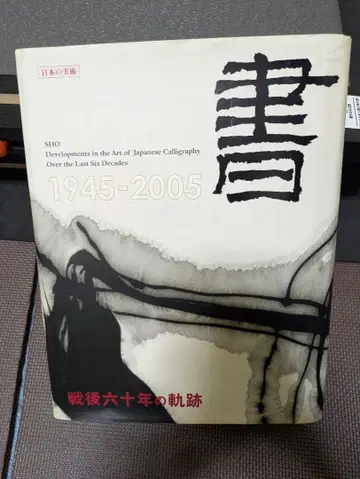 日本の美術
書
SHO
Developments in the Art of Japanese Calligraphy
Over the Last Six Decades
1945-2005
戦後六十年の軌跡